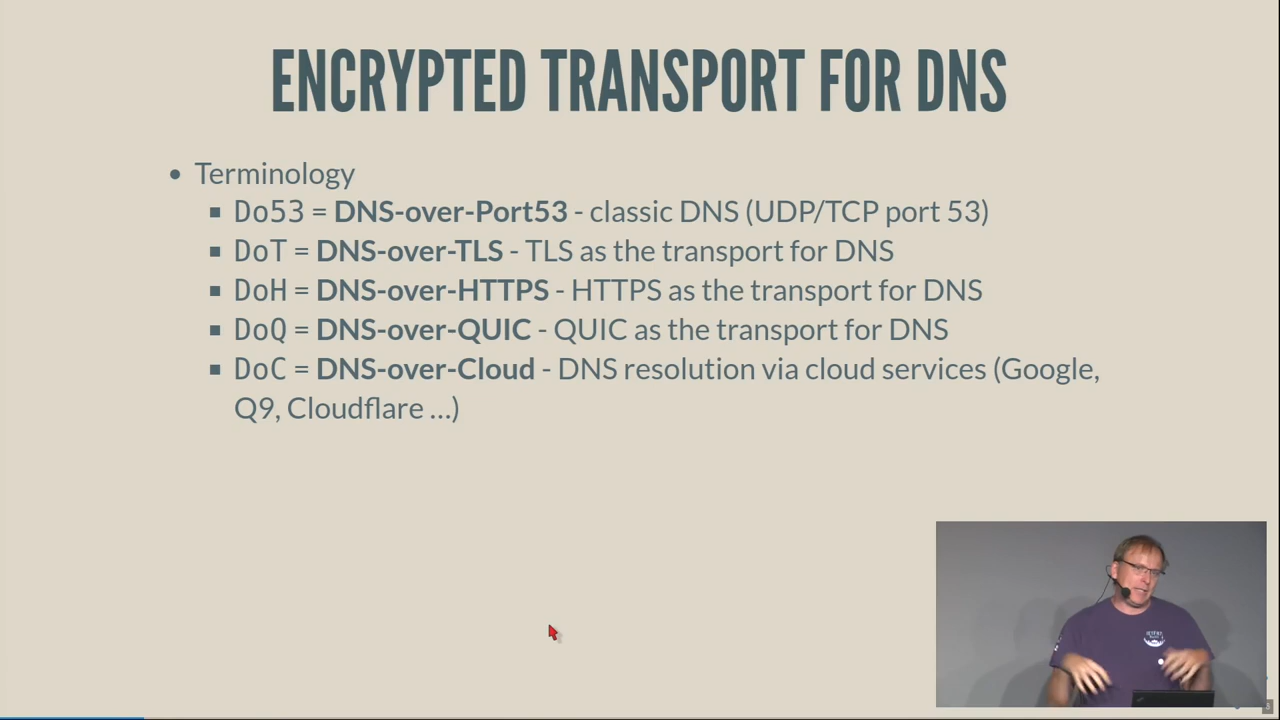 ENCRYPTED TRANSPORT FOR DNS
• Terminology
▪ Do53 = DNS-over-Port53 - classic DNS (UDP/TCP port 53)
▪ DoT = DNS-over-TLS - TLS as the transport for DNS
▪ DoH = DNS-over-HTTPS - HTTPS as the transport for DNS
▪ DoQ = DNS-over-QUIC - QUIC as the transport for DNS
▪ DoC = DNS-over-Cloud - DNS resolution via cloud services (Google,
Q9, Cloudflare ...)